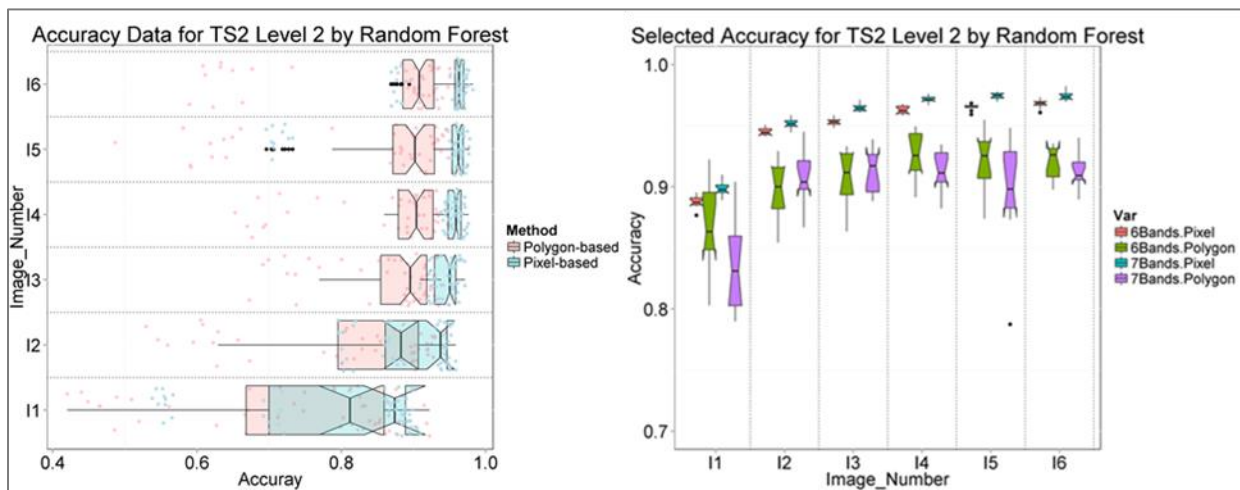 Accuracy Data for TS2 Level 2 by Random Forest
Image_Number
I6
I5
I4
I3
I2
I1
0.4
0.6
0.8
1.0
Accuray
Method
Polygon-based
Pixel-based
Selected Accuracy for TS2 Level 2 by Random Forest
Accuracy
1.0
0.9
0.8
0.7
I1
I2
I3
I4
I5
I6
Image_Number
Var
6Bands.Pixel
6Bands.Polygon
7Bands.Pixel
7Bands.Polygon